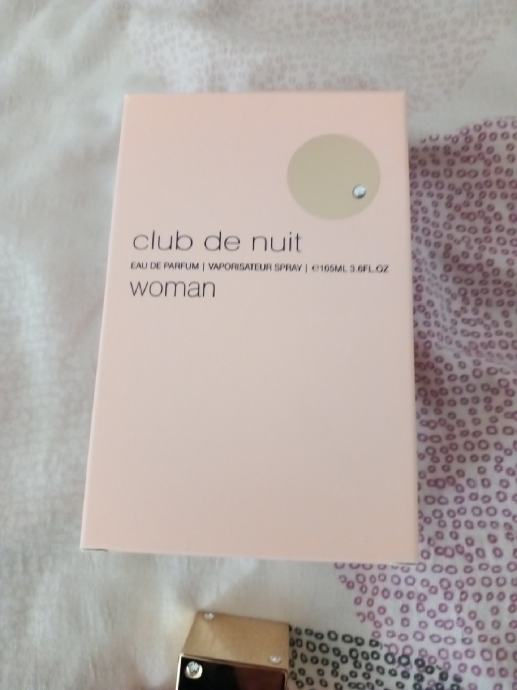 club de nuit
EAU DE PARFUM | VAPORISATEUR SPRAY | ℮105ML 3.6FL.OZ
woman